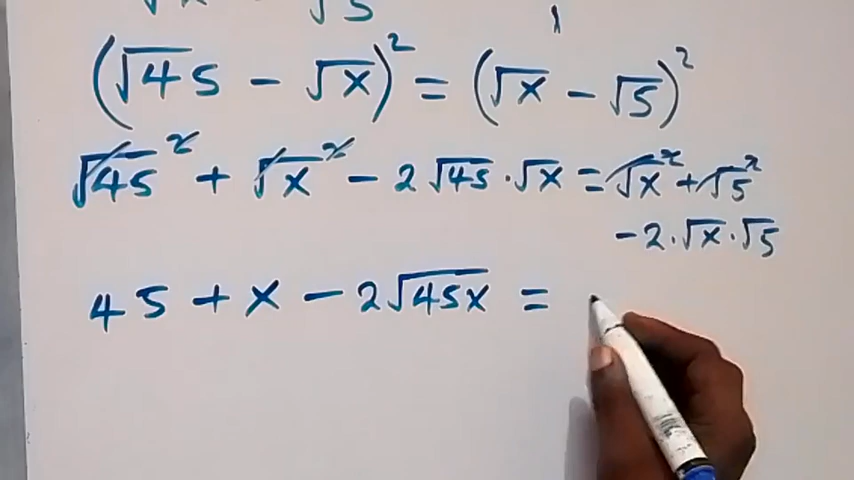 (√45 - √x)² = (√x - √5)²
√45² + √x² - 2√45·√x = √x² + √5²
-2·√x·√5
45 + x - 2√45x =